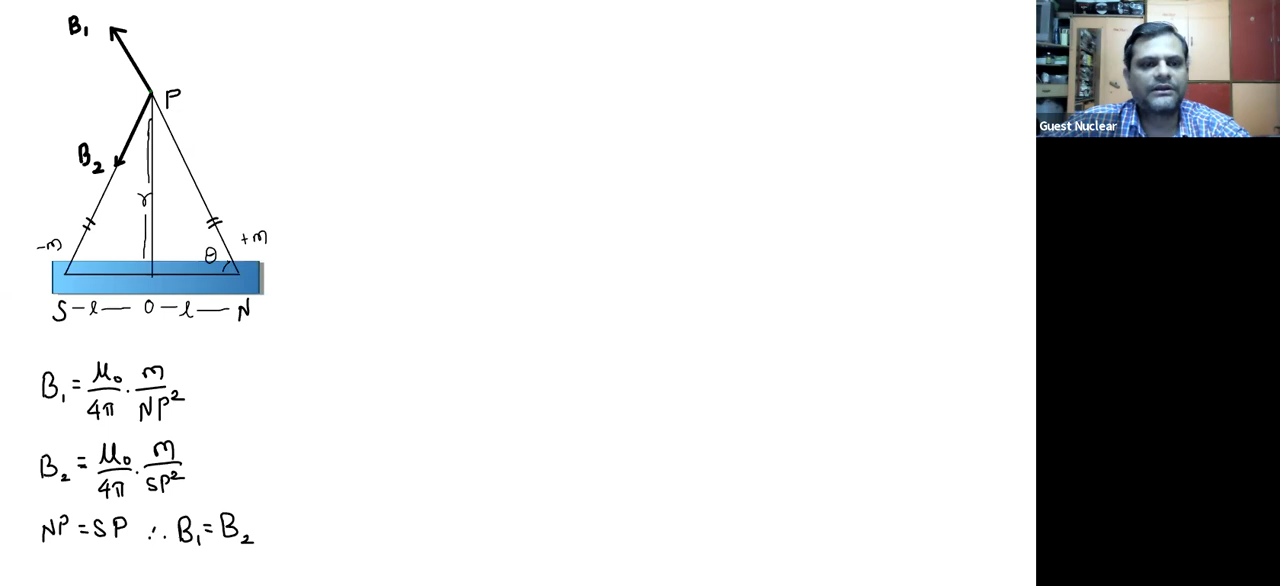 B₁
P
B₂
r
-m
θ
+m
S - l — O - l — N
B₁ = μ₀/4π . m/NP²
B₂ = μ₀/4π . m/SP²
NP = SP ∴ B₁ = B₂
Guest Nuclear